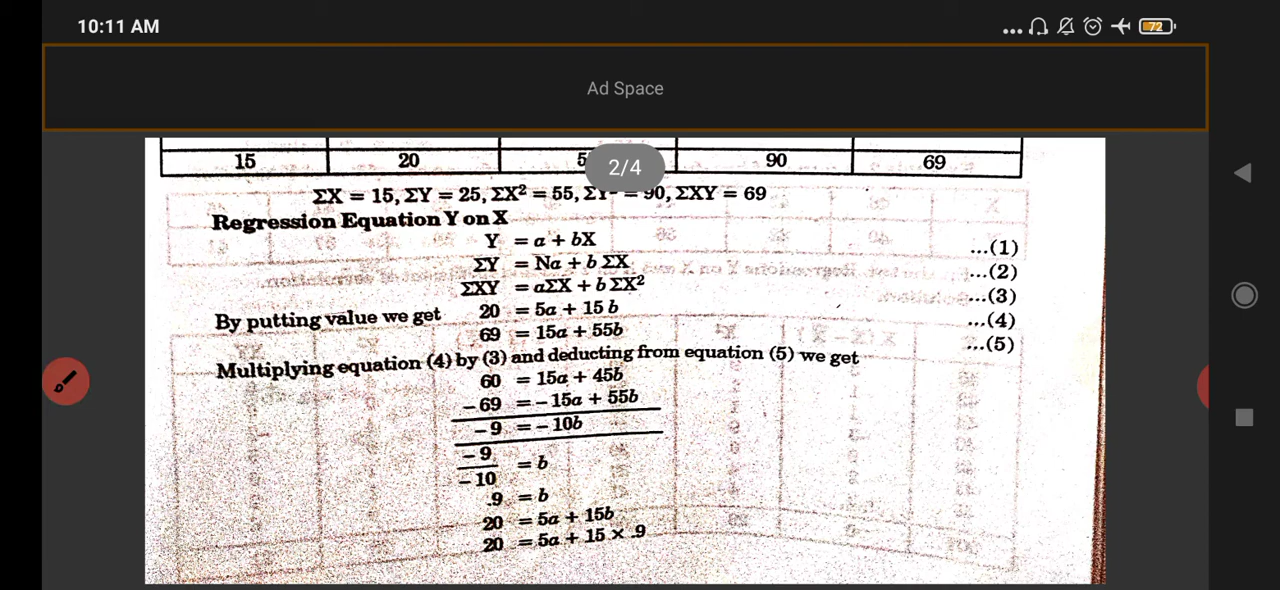 10:11 AM
72
Ad Space
15 20 5 90 69
2/4
ΣX = 15, ΣY = 25, ΣX² = 55, ΣY² = 90, ΣXY = 69
Regression Equation Y on X
Y = a + bX ...(1)
ΣY = Na + b ΣX ...(2)
ΣXY = aΣX + b ΣX² ...(3)
By putting value we get 20 = 5a + 15 b ...(4)
69 = 15a + 55b ...(5)
Multiplying equation (4) by (3) and deducting from equation (5) we get
60 = 15a + 45b
- 69 = - 15a + 55b
- 9 = - 10b
- 9
- 10
= b
.9 = b
20 = 5a + 15b
20 = 5a + 15 × .9